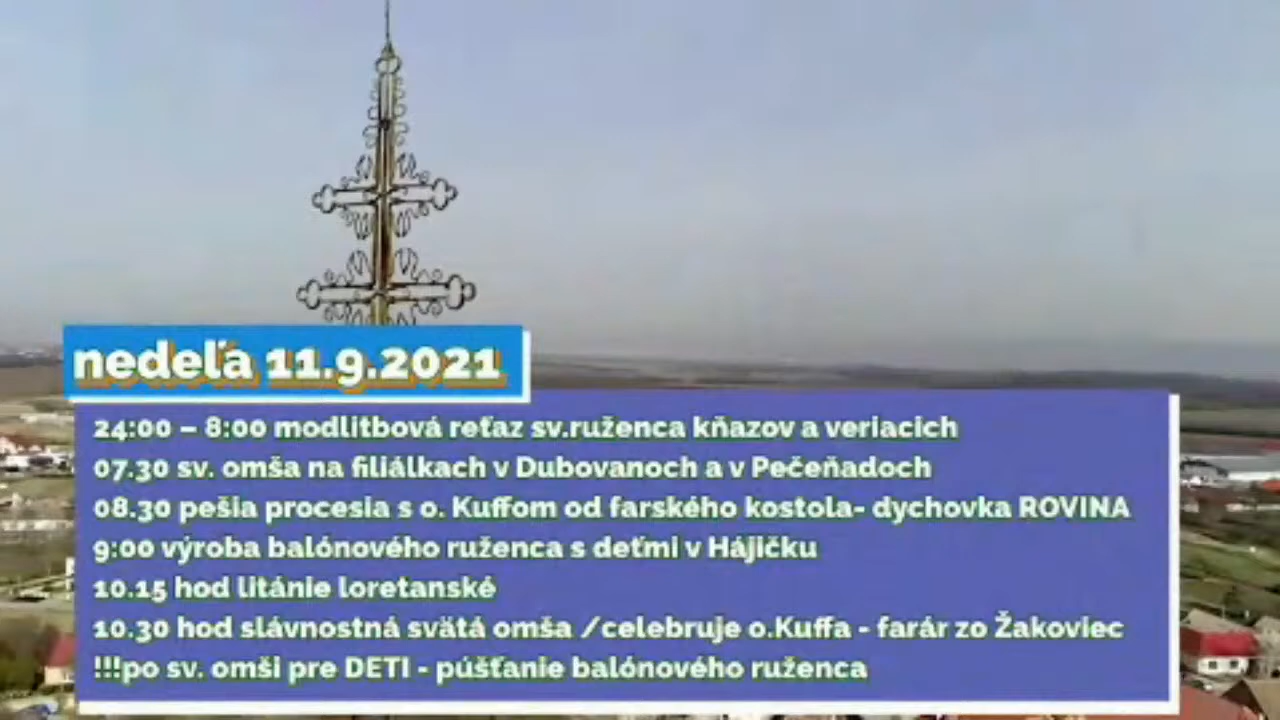 nedeľa 11.9.2021
24:00 – 8:00 modlitbová reťaz sv.ruženca kňazov a veriacich
07.30 sv. omša na filiálkach v Dubovanoch a v Pečeňadoch
08.30 pešia procesia s o. Kuffom od farského kostola- dychovka ROVINA
9:00 výroba balónového ruženca s deťmi v Hájičku
10.15 hod litánie loretanské
10.30 hod slávnostná svätá omša /celebruje o.Kuffa - farár zo Žakoviec
!!!po sv. omši pre DETI - púšťanie balónového ruženca